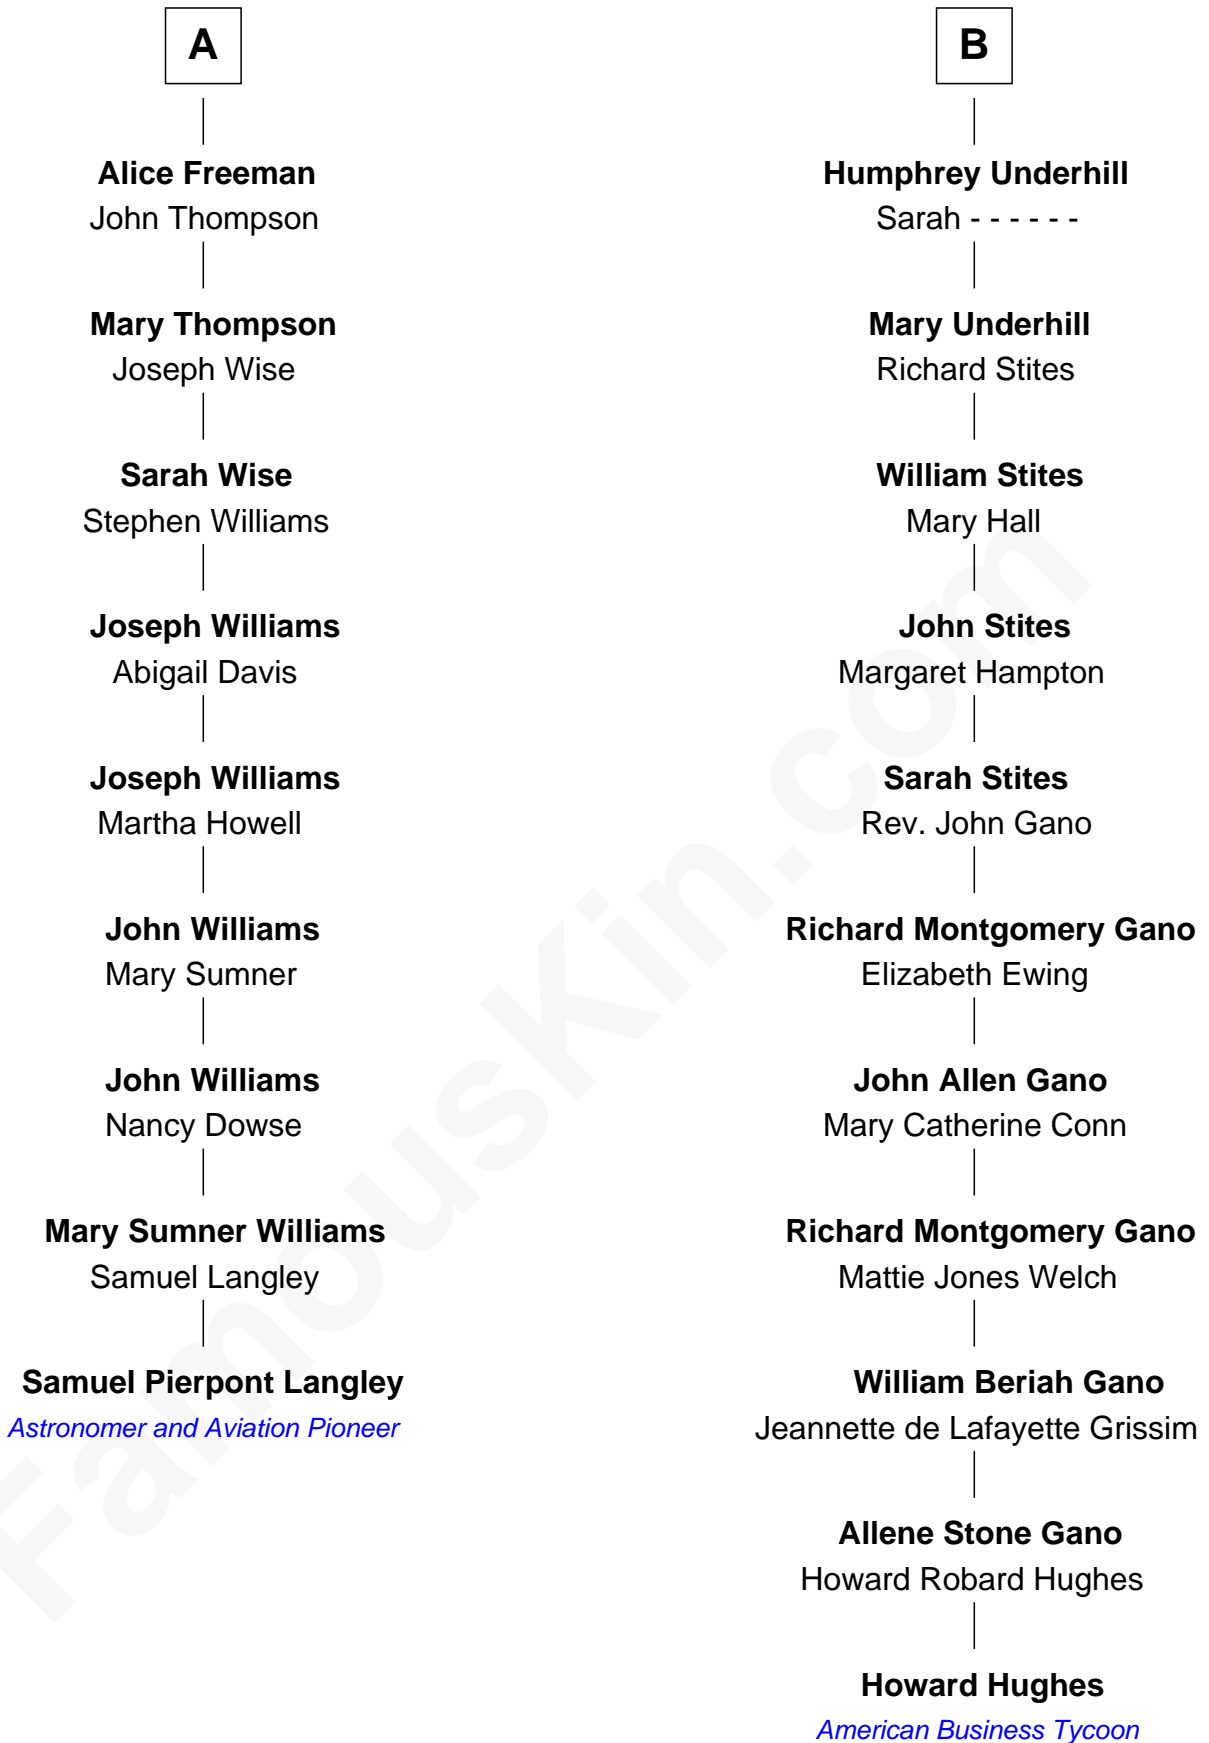 A
Alice Freeman
John Thompson
Mary Thompson
Joseph Wise
Sarah Wise
Stephen Williams
Joseph Williams
Abigail Davis
Joseph Williams
Martha Howell
John Williams
Mary Sumner
John Williams
Nancy Dowse
Mary Sumner Williams
Samuel Langley
Samuel Pierpont Langley
Astronomer and Aviation Pioneer
B
Humphrey Underhill
Sarah - - - - - -
Mary Underhill
Richard Stites
William Stites
Mary Hall
John Stites
Margaret Hampton
Sarah Stites
Rev. John Gano
Richard Montgomery Gano
Elizabeth Ewing
John Allen Gano
Mary Catherine Conn
Richard Montgomery Gano
Mattie Jones Welch
William Beriah Gano
Jeannette de Lafayette Grissim
Allene Stone Gano
Howard Robard Hughes
Howard Hughes
American Business Tycoon
FamousKin.com